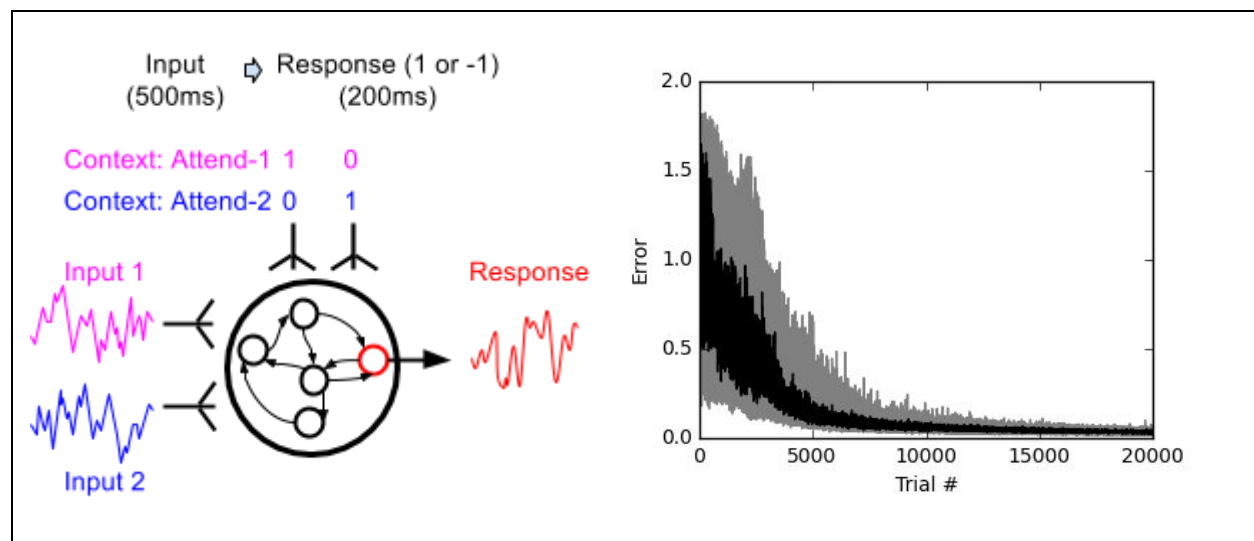 Input ⇨ Response (1 or -1)
(500ms) (200ms)
Context: Attend-1 1 0
Context: Attend-2 0 1
Input 1
Response
Input 2
2.0
1.5
1.0
0.5
0.0
Error
0 5000 10000 15000 20000
Trial #